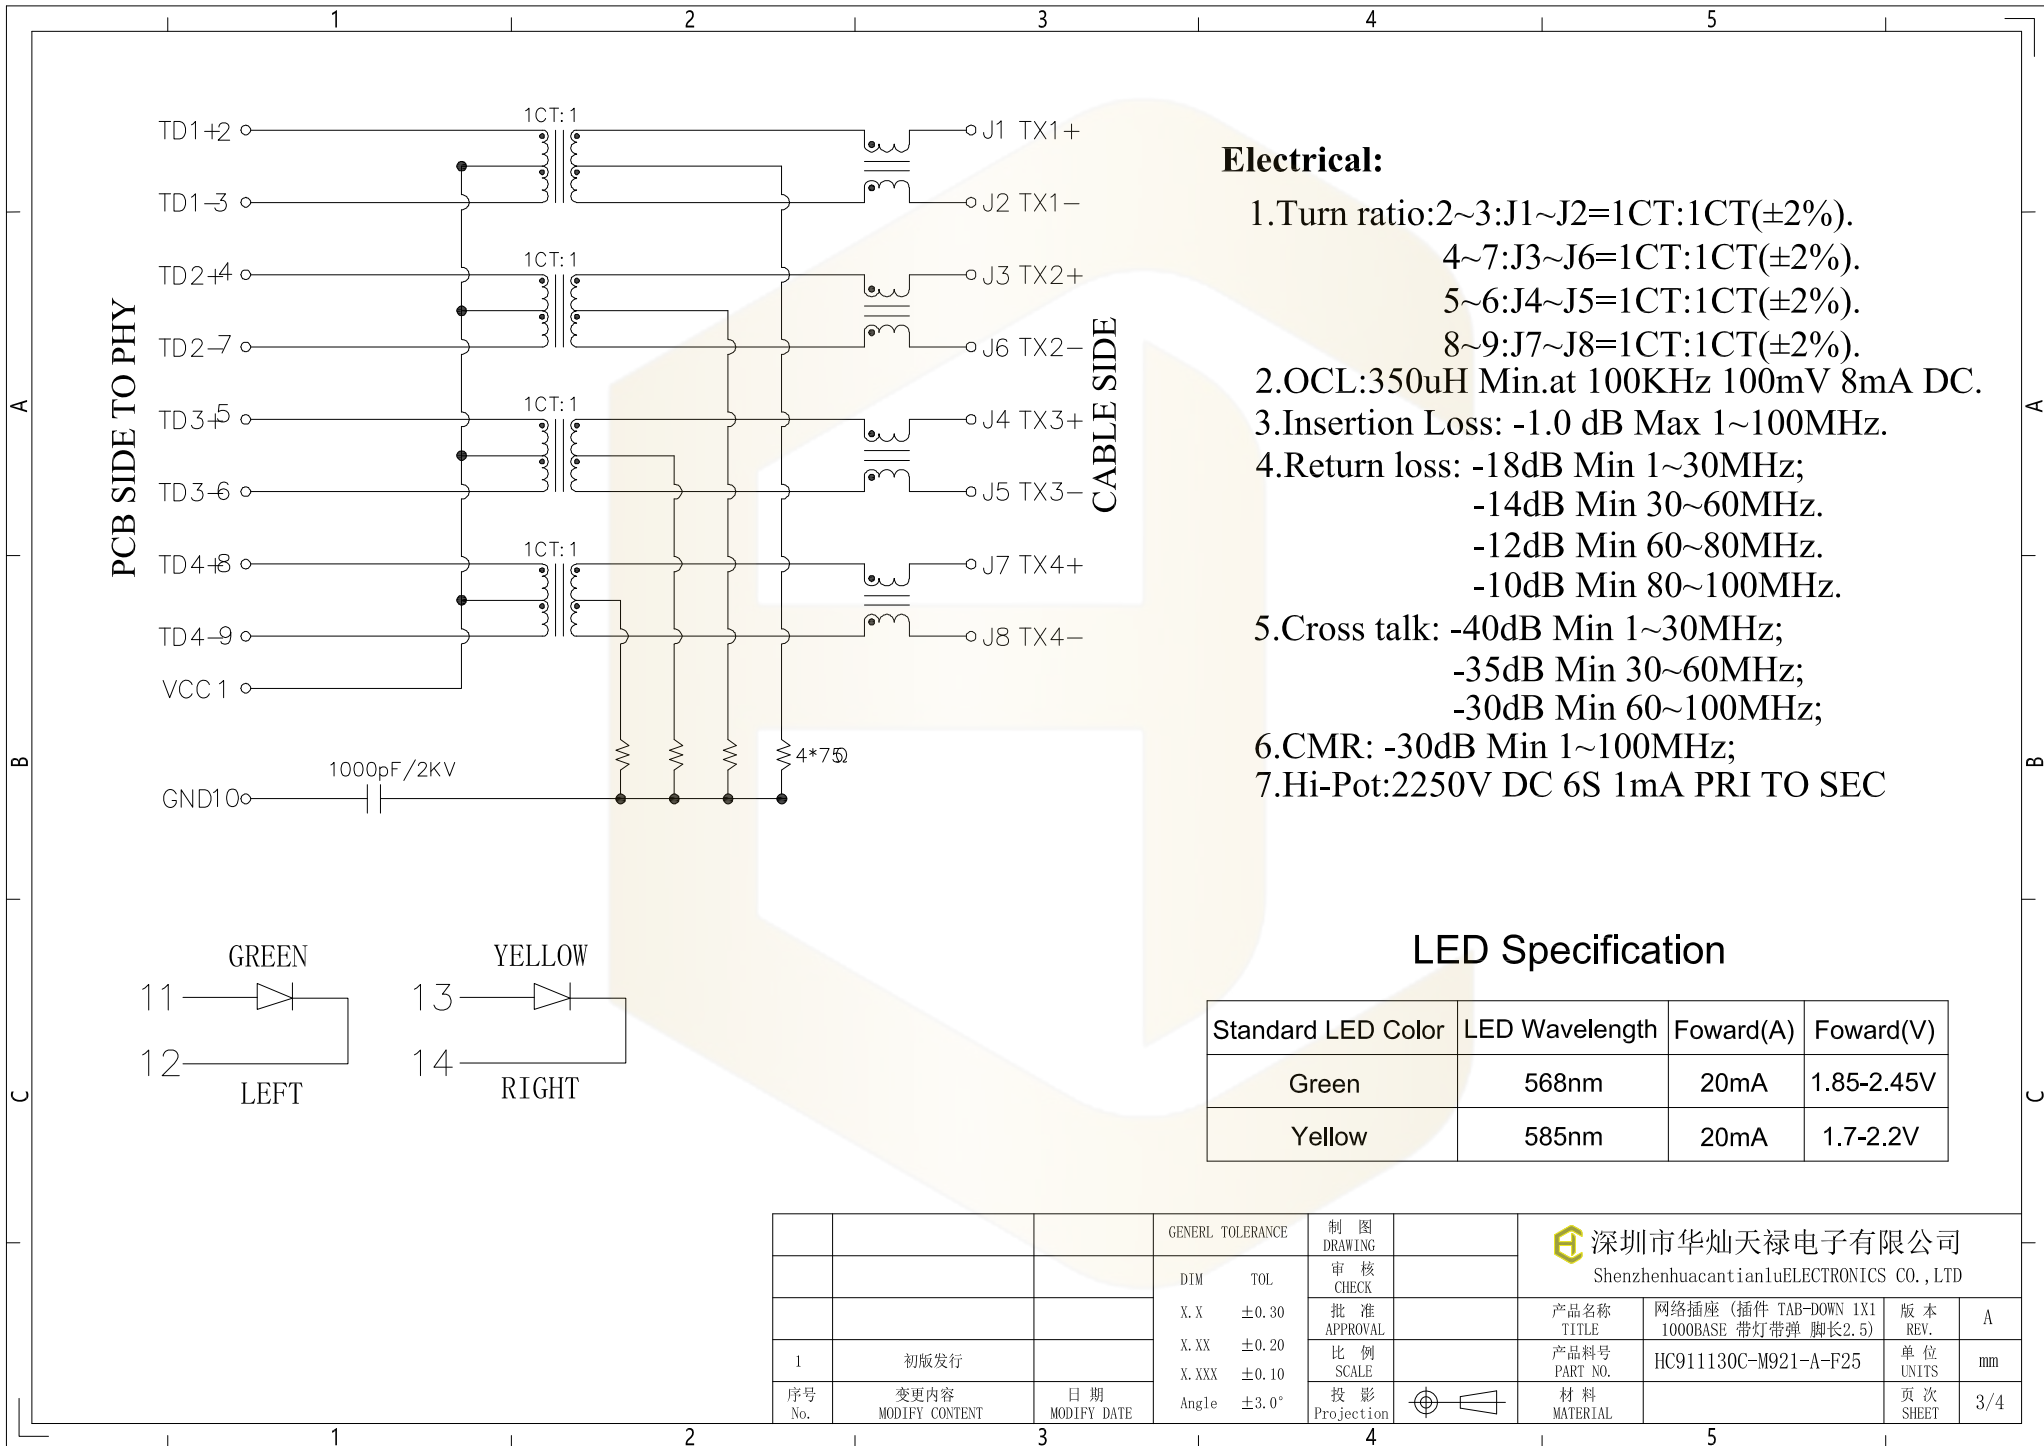 1 2 3 4 5
A A
B B
C C
PCB SIDE TO PHY
TD1+2
TD1-3
TD2+4
TD2-7
TD3+5
TD3-6
TD4+8
TD4-9
VCC 1
GND10
1CT:1
1CT:1
1CT:1
1CT:1
1000pF/2KV
4*75Ω
J1 TX1+
J2 TX1-
J3 TX2+
J6 TX2-
J4 TX3+
J5 TX3-
J7 TX4+
J8 TX4-
CABLE SIDE
Electrical:
1.Turn ratio:2~3:J1~J2=1CT:1CT(±2%).
4~7:J3~J6=1CT:1CT(±2%).
5~6:J4~J5=1CT:1CT(±2%).
8~9:J7~J8=1CT:1CT(±2%).
2.OCL:350uH Min.at 100KHz 100mV 8mA DC.
3.Insertion Loss: -1.0 dB Max 1~100MHz.
4.Return loss: -18dB Min 1~30MHz;
-14dB Min 30~60MHz.
-12dB Min 60~80MHz.
-10dB Min 80~100MHz.
5.Cross talk: -40dB Min 1~30MHz;
-35dB Min 30~60MHz;
-30dB Min 60~100MHz;
6.CMR: -30dB Min 1~100MHz;
7.Hi-Pot:2250V DC 6S 1mA PRI TO SEC
GREEN
11
12
LEFT
YELLOW
13
14
RIGHT
LED Specification
Standard LED Color LED Wavelength Foward(A) Foward(V)
Green 568nm 20mA 1.85-2.45V
Yellow 585nm 20mA 1.7-2.2V
1 初版发行
序号 变更内容 日 期
No. MODIFY CONTENT MODIFY DATE
GENERL TOLERANCE
DIM TOL
X.X ±0.30
X.XX ±0.20
X.XXX ±0.10
Angle ±3.0°
制 图
DRAWING
审 核
CHECK
批 准
APPROVAL
比 例
SCALE
投 影
Projection
深圳市华灿天禄电子有限公司
ShenzhenhuacantianluELECTRONICS CO.,LTD
产品名称
TITLE
网络插座 (插件 TAB-DOWN 1X1
1000BASE 带灯带弹 脚长2.5)
版 本
REV.
A
产品料号
PART NO.
HC911130C-M921-A-F25
单 位
UNITS
mm
材 料
MATERIAL
页 次
SHEET
3/4
1 2 3 4 5